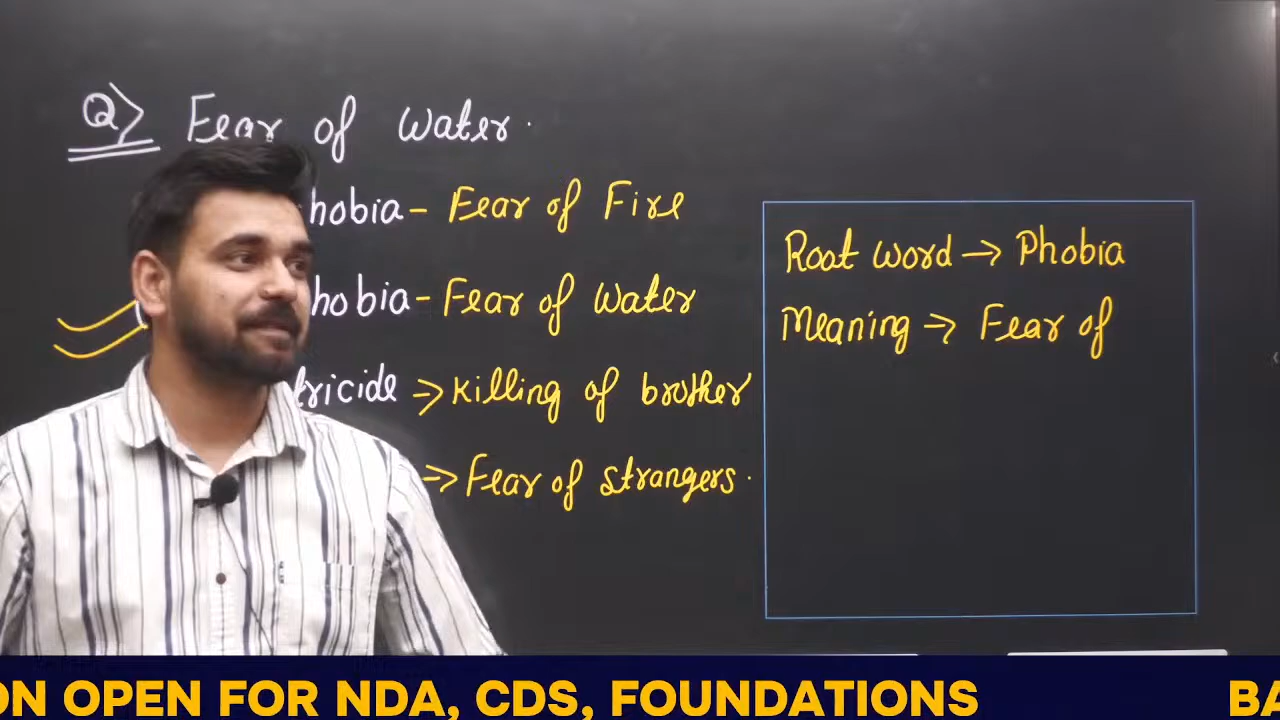 Q> Fear of water.
hobia - Fear of Fire
hobia - Fear of water
tricide → killing of brother
→ Fear of strangers.
Root word → Phobia
Meaning → Fear of
ON OPEN FOR NDA, CDS, FOUNDATIONS BA